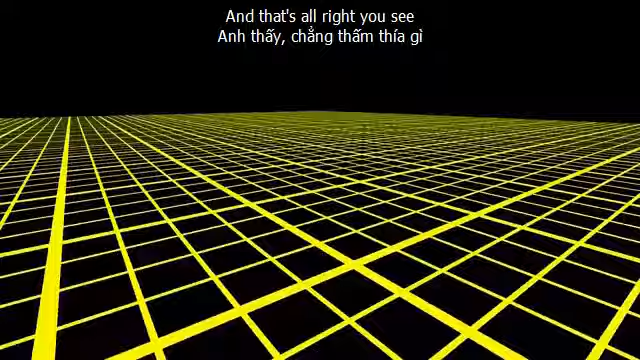 And that's all right you see
Anh thấy, chẳng thấm thía gì